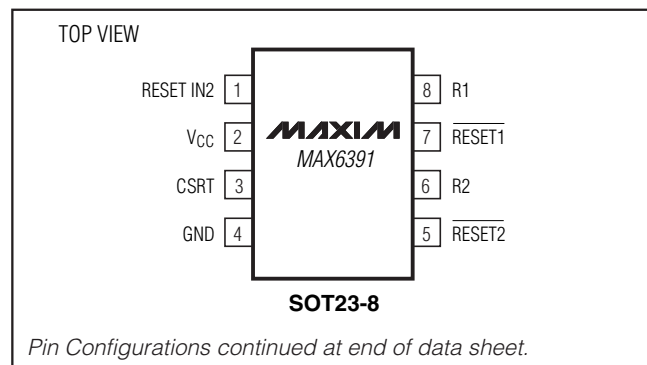 TOP VIEW
RESET IN2 1
VCC 2
CSRT 3
GND 4
MAXIM
MAX6391
8 R1
7 RESET1
6 R2
5 RESET2
SOT23-8
Pin Configurations continued at end of data sheet.